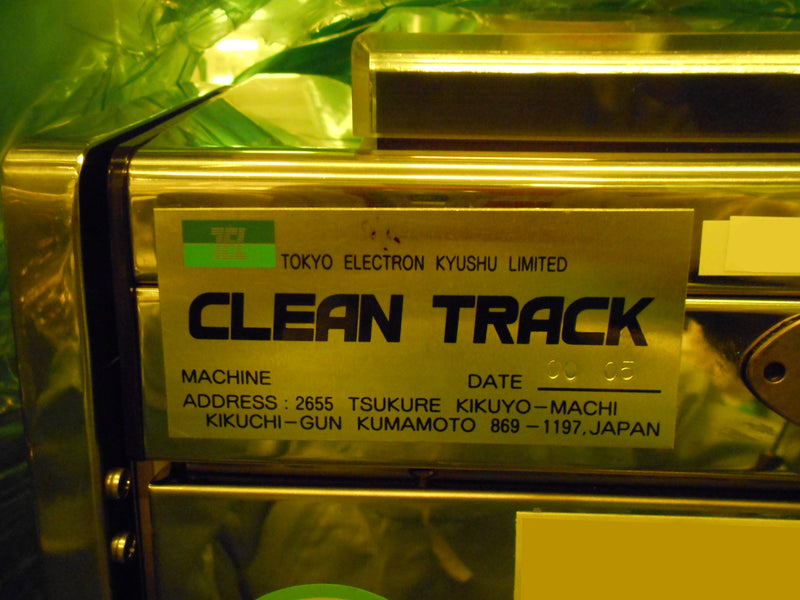 TEL
TOKYO ELECTRON KYUSHU LIMITED
CLEAN TRACK
MACHINE
DATE 00 05
ADDRESS : 2655 TSUKURE KIKUYO-MACHI
KIKUCHI-GUN KUMAMOTO 869-1197, JAPAN